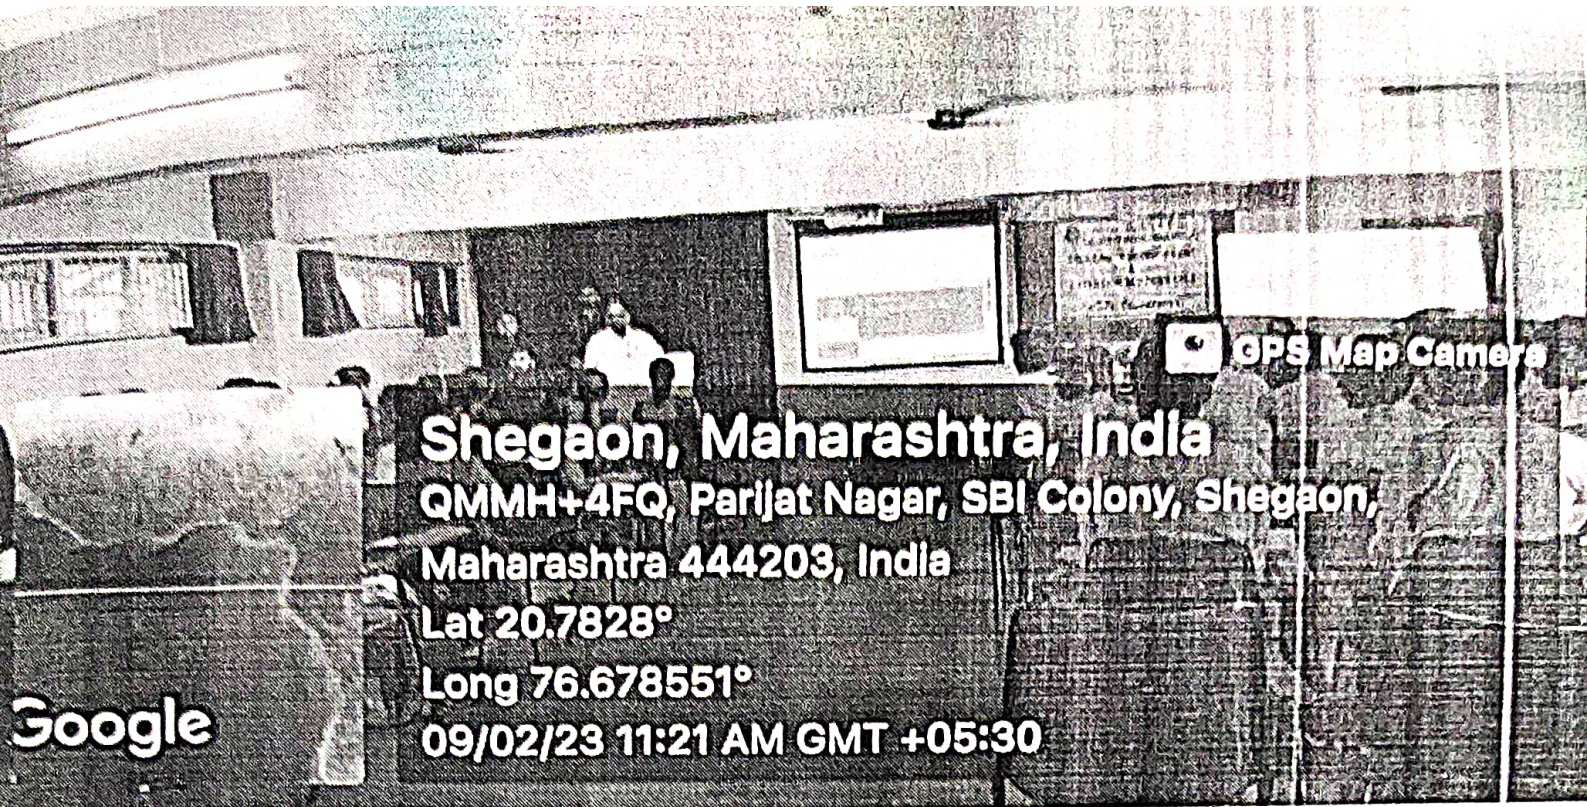 GPS Map Camera
Shegaon, Maharashtra, India
QMMH+4FQ, Parijat Nagar, SBI Colony, Shegaon,
Maharashtra 444203, India
Lat 20.7828°
Long 76.678551°
09/02/23 11:21 AM GMT +05:30
Google